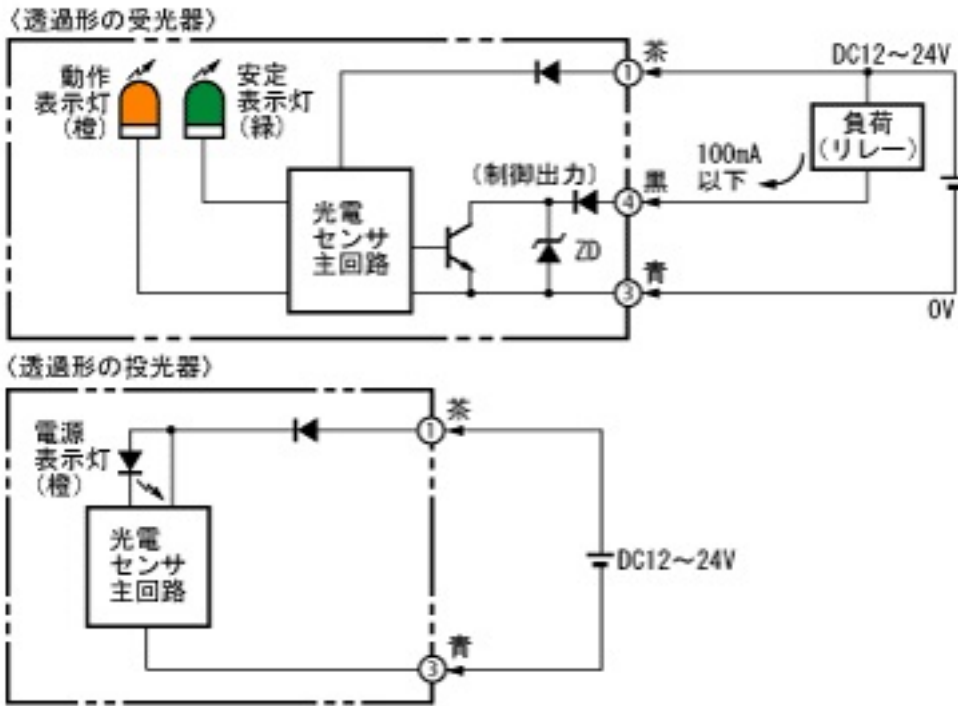 〈透過形の受光器〉
動作
表示灯
(橙)
安定
表示灯
(緑)
茶
①
DC12～24V
負荷
(リレー)
100mA
以下
(制御出力)
黒
④
光電
センサ
主回路
ZD
青
③
0V
〈透過形の投光器〉
茶
①
電源
表示灯
(橙)
光電
センサ
主回路
DC12～24V
青
③